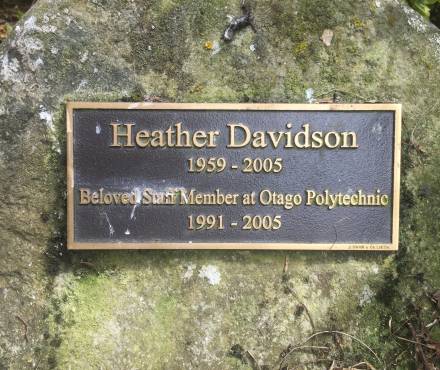 Heather Davidson
1959 - 2005
Beloved Staff Member at Otago Polytechnic
1991 - 2005